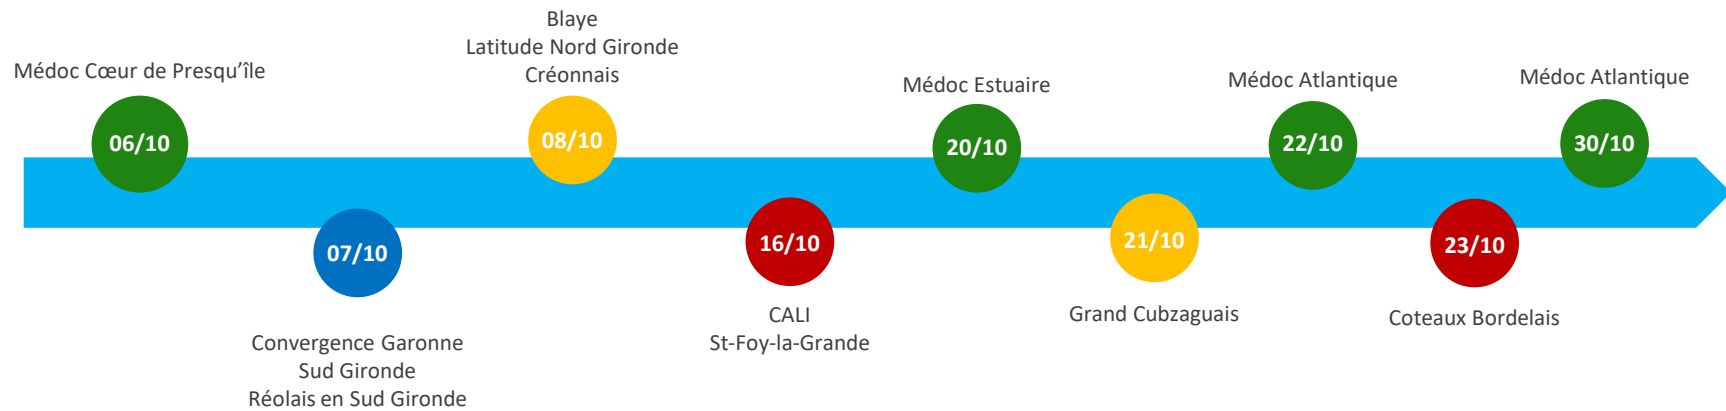 Médoc Cœur de Presqu'île
06/10
07/10
Convergence Garonne
Sud Gironde
Réolais en Sud Gironde
Blaye
Latitude Nord Gironde
Créonnais
08/10
16/10
CALI
St-Foy-la-Grande
Médoc Estuaire
20/10
21/10
Grand Cubzaguais
Médoc Atlantique
22/10
23/10
Coteaux Bordelais
Médoc Atlantique
30/10